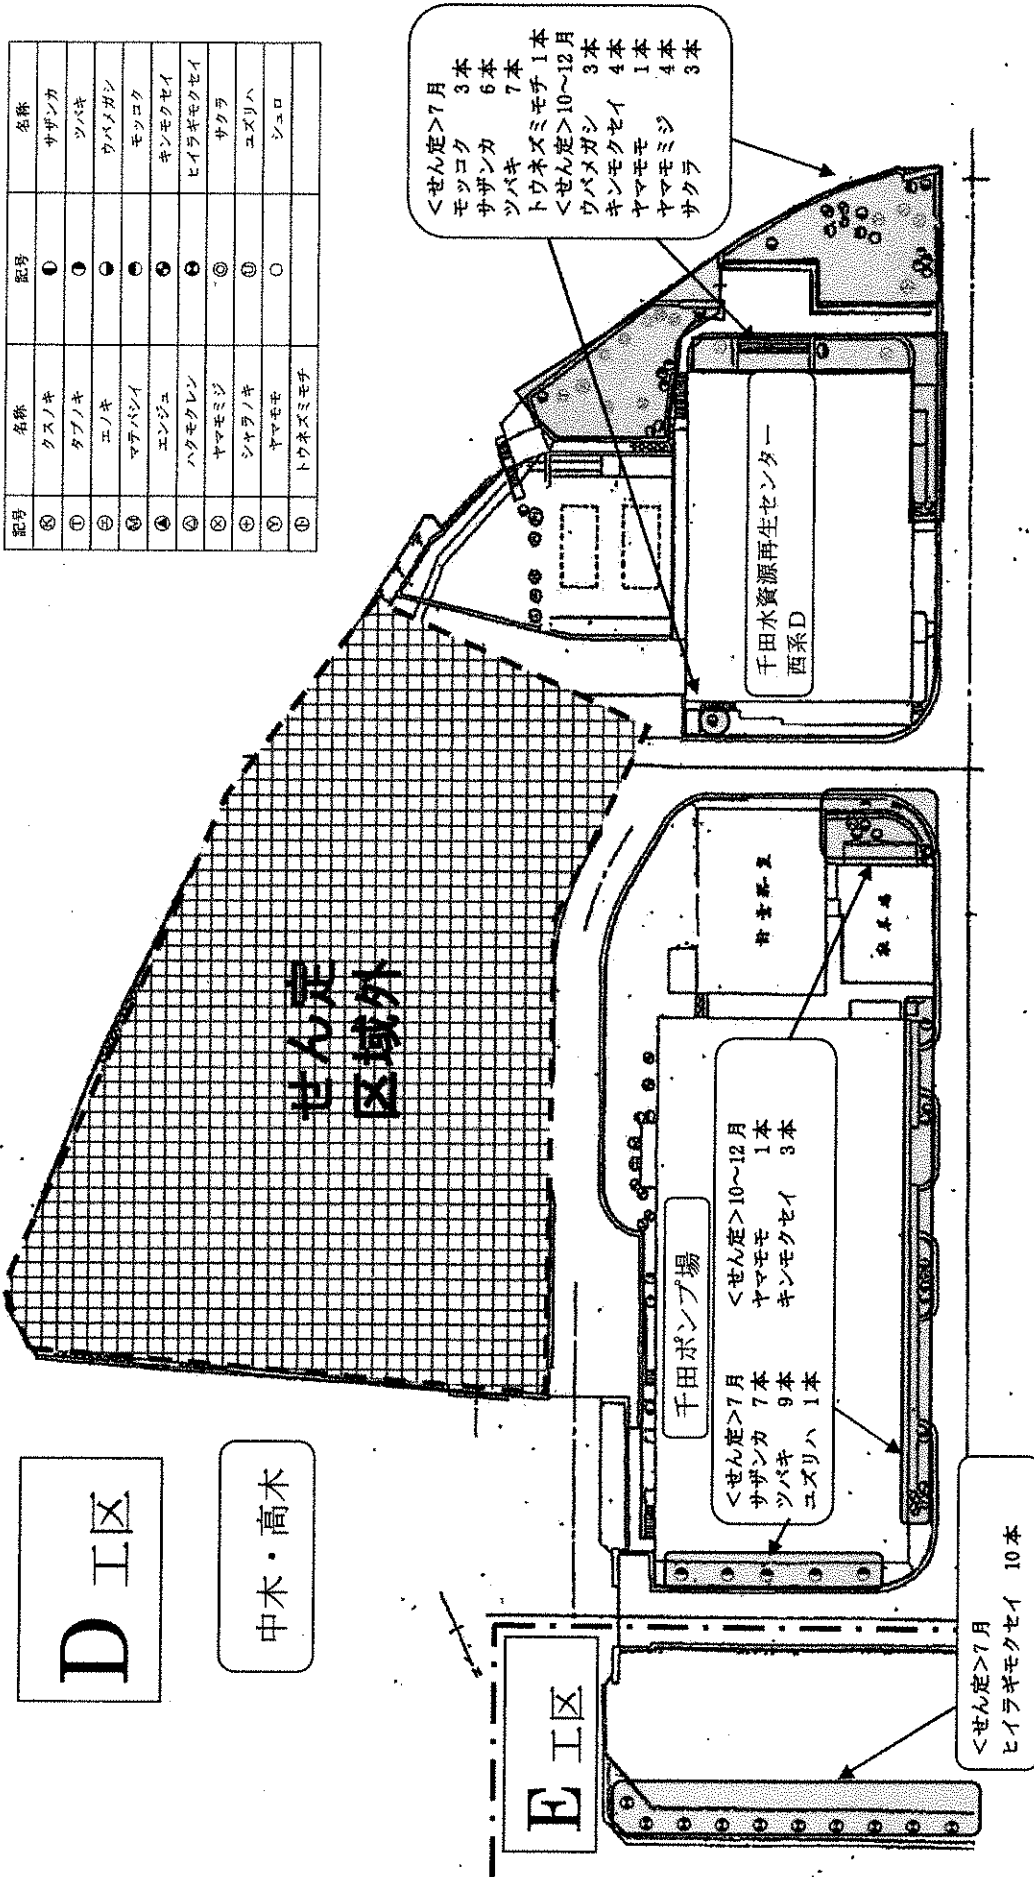 D 工区
中木・高木
記号 名称 記号 名称
Ⓚ クスノキ ◐ サザンカ
Ⓣ タブノキ ◑ ツバキ
エノキ ウバメガシ
Ⓜ マテバシイ モッコク
エンジュ キンモクセイ
ハクモクレン ヒイラギモクセイ
ⓧ ヤマモミジ ◎ サクラ
⊕ シャラノキ Ⓤ ユズリハ
Ⓨ ヤマモモ ○ シュロ
トウネズミモチ
せん定
区域外
<せん定>7月
モッコク 3本
サザンカ 6本
ツバキ 7本
トウネズミモチ 1本
<せん定>10~12月
ウバメガシ 3本
キンモクセイ 4本
ヤマモモ 1本
ヤマモミジ 4本
サクラ 3本
千田水資源再生センター
西系D
千田ポンプ場
<せん定>7月 <せん定>10~12月
サザンカ 7本 ヤマモモ 1本
ツバキ 9本 キンモクセイ 3本
ユズリハ 1本
駐車場
E 工区
<せん定>7月
ヒイラギモクセイ 10本